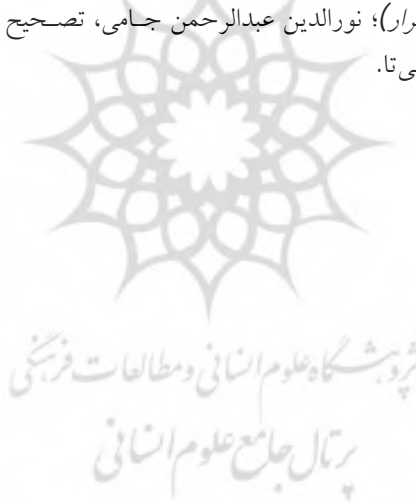 رار)؛ نورالدین عبدالرحمن جامی، تصحیح
ی‌تا.
پژوهشگاه علوم انسانی و مطالعات فرهنگی
پرتال جامع علوم انسانی